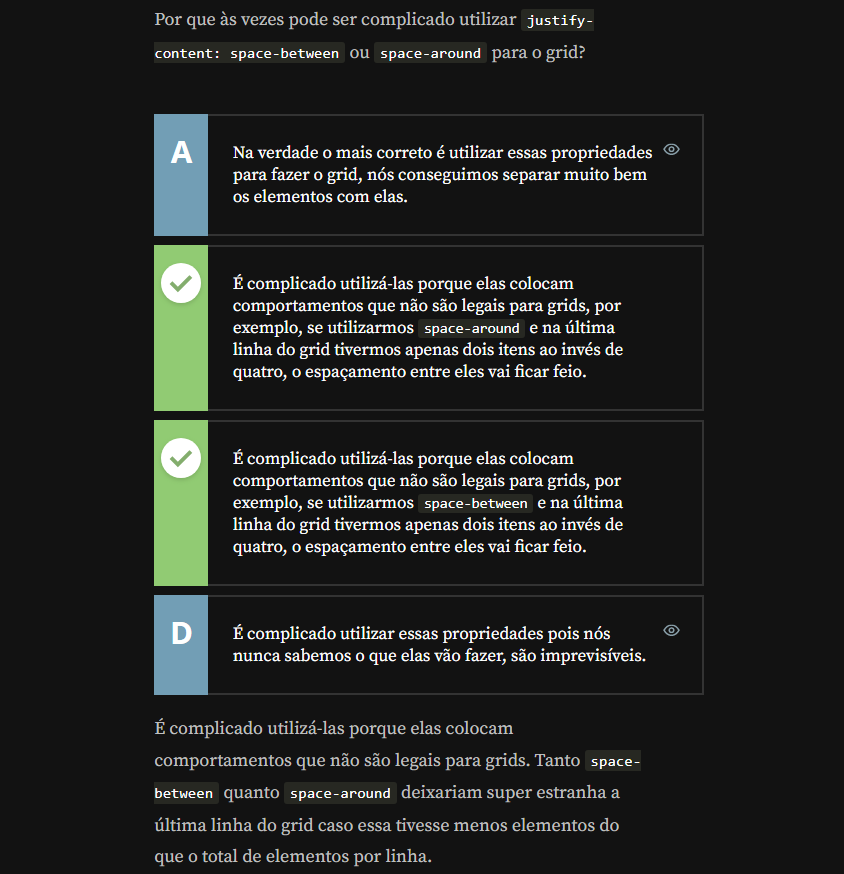 Por que às vezes pode ser complicado utilizar justify-
content: space-between ou space-around para o grid?
A
Na verdade o mais correto é utilizar essas propriedades
para fazer o grid, nós conseguimos separar muito bem
os elementos com elas.
É complicado utilizá-las porque elas colocam
comportamentos que não são legais para grids, por
exemplo, se utilizarmos space-around e na última
linha do grid tivermos apenas dois itens ao invés de
quatro, o espaçamento entre eles vai ficar feio.
É complicado utilizá-las porque elas colocam
comportamentos que não são legais para grids, por
exemplo, se utilizarmos space-between e na última
linha do grid tivermos apenas dois itens ao invés de
quatro, o espaçamento entre eles vai ficar feio.
D
É complicado utilizar essas propriedades pois nós
nunca sabemos o que elas vão fazer, são imprevisíveis.
É complicado utilizá-las porque elas colocam
comportamentos que não são legais para grids. Tanto space-
between quanto space-around deixariam super estranha a
última linha do grid caso essa tivesse menos elementos do
que o total de elementos por linha.